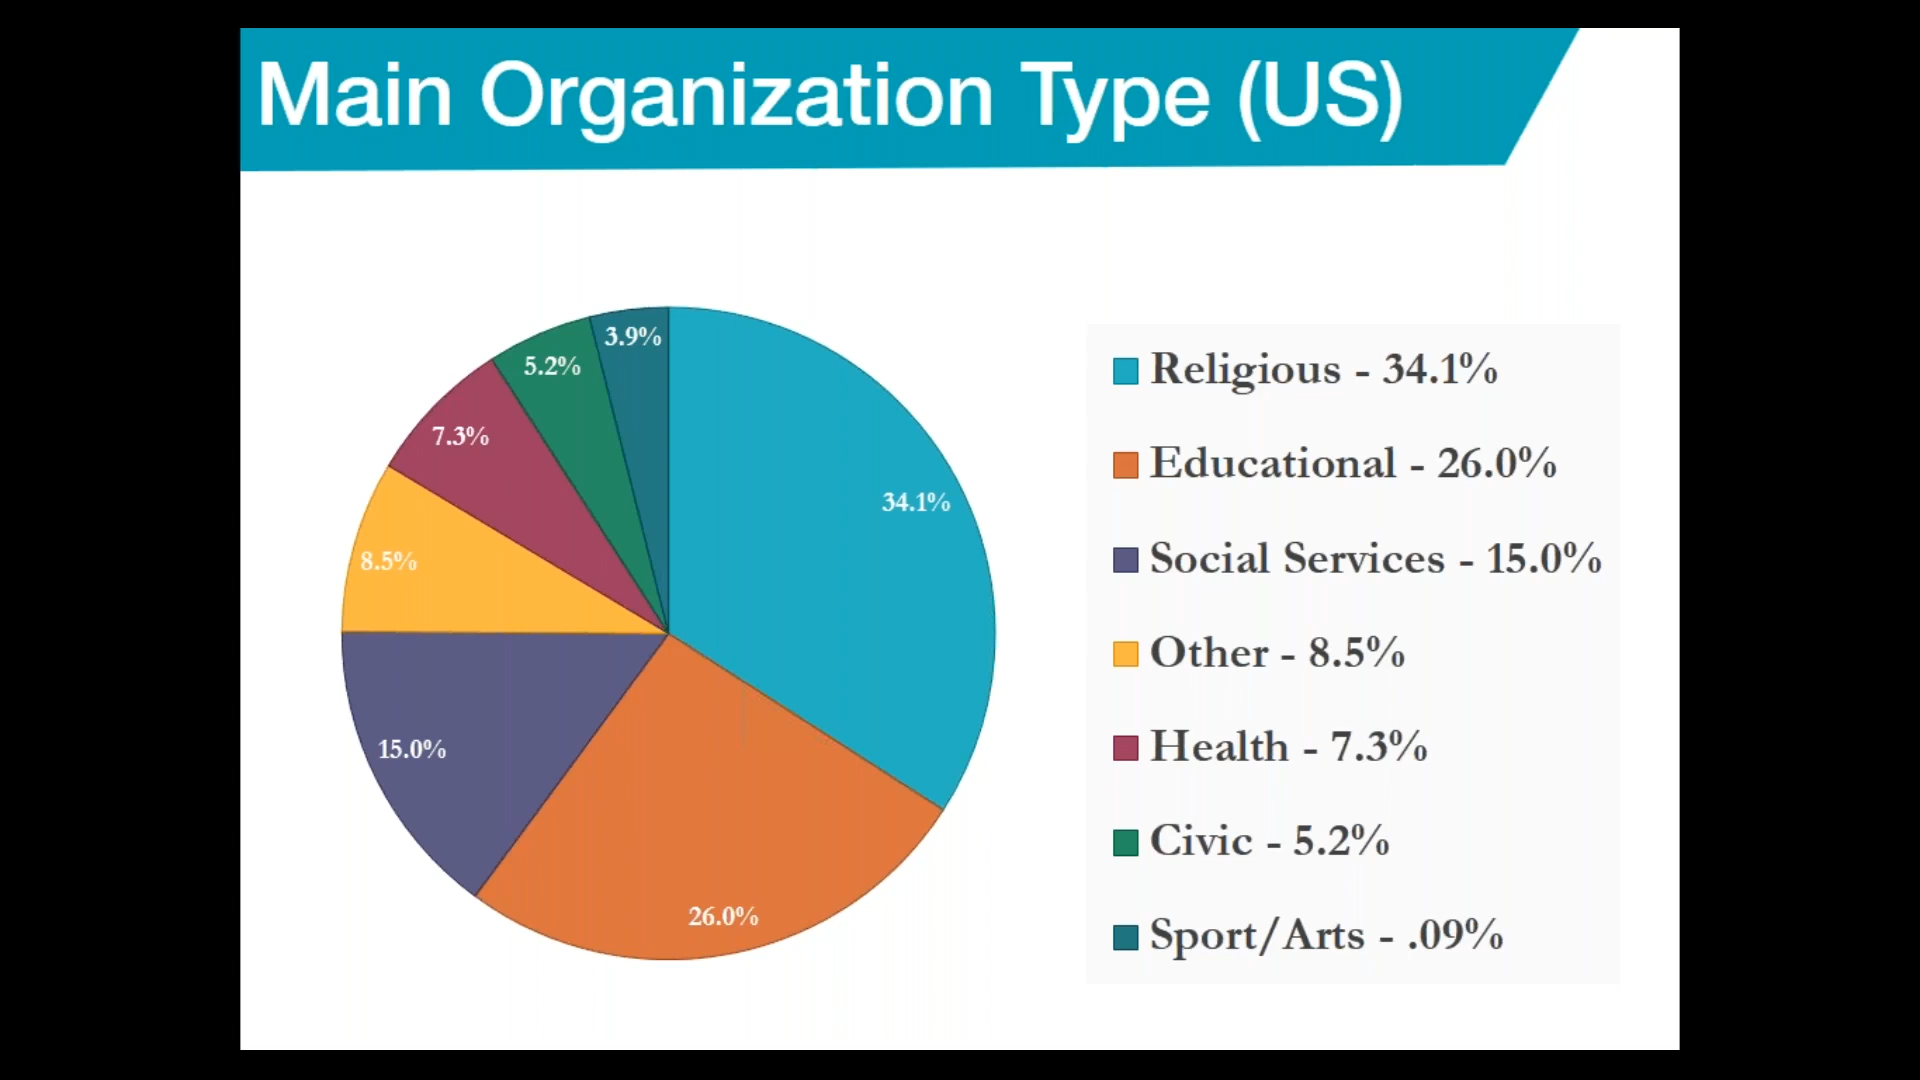 Main Organization Type (US)
3.9%
5.2%
7.3%
34.1%
8.5%
15.0%
26.0%
Religious - 34.1%
Educational - 26.0%
Social Services - 15.0%
Other - 8.5%
Health - 7.3%
Civic - 5.2%
Sport/Arts - .09%